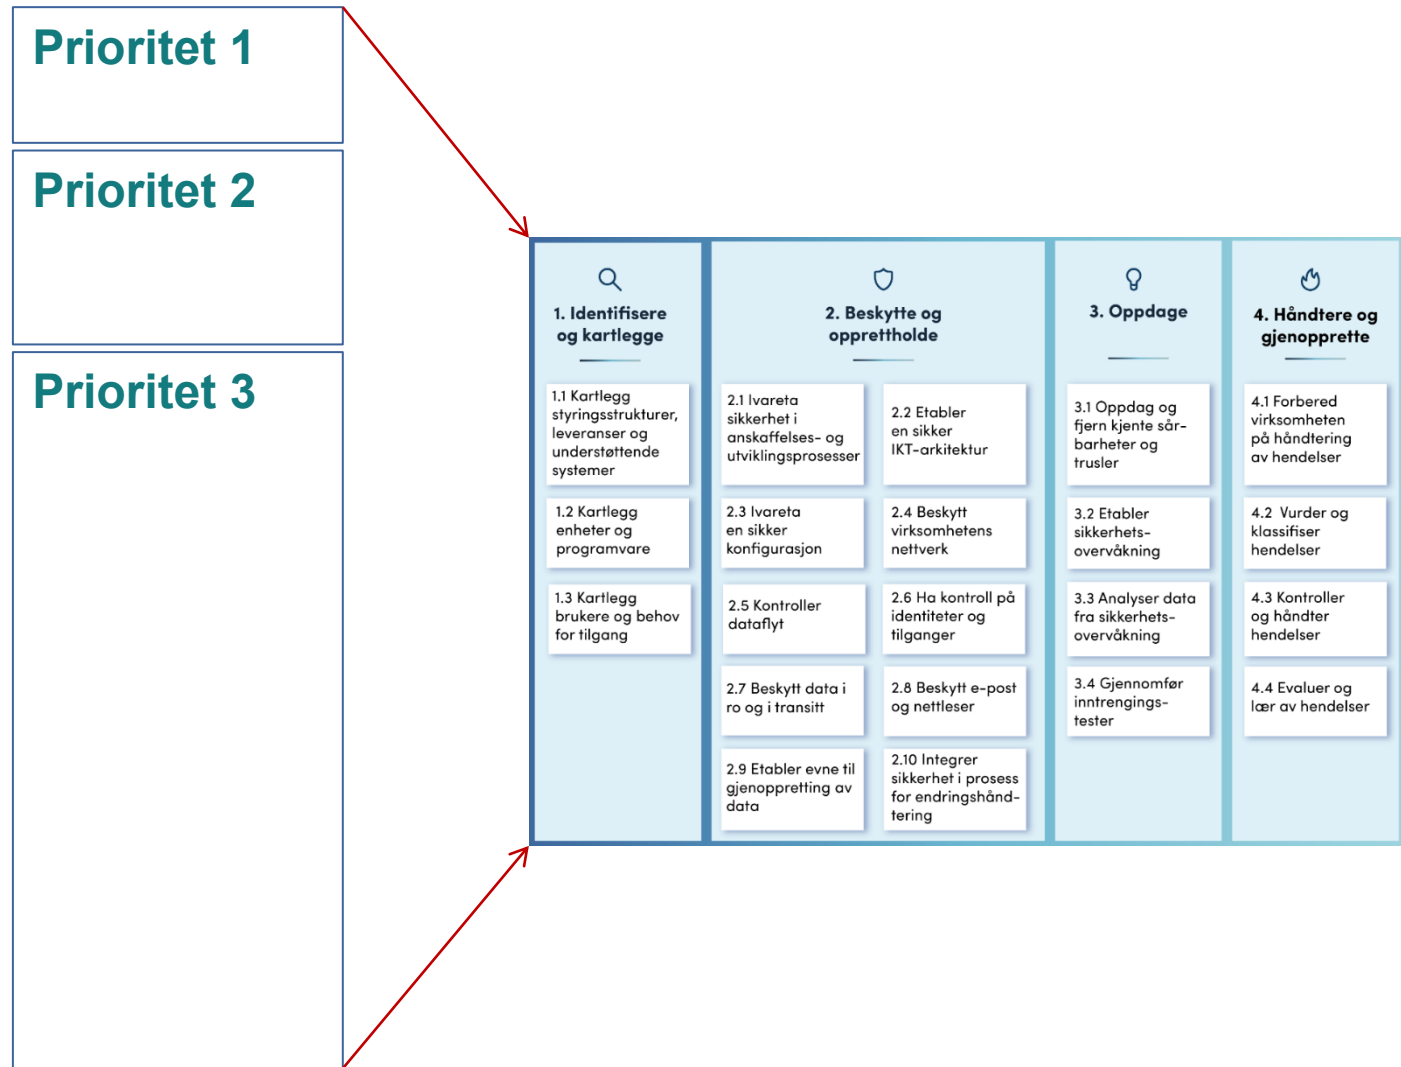 Prioritet 1
Prioritet 2
Prioritet 3
1. Identifisere
og kartlegge
1.1 Kartlegg
styringsstrukturer,
leveranser og
understøttende
systemer
1.2 Kartlegg
enheter og
programvare
1.3 Kartlegg
brukere og behov
for tilgang
2. Beskytte og
opprettholde
2.1 Ivareta
sikkerhet i
anskaffelses- og
utviklingsprosesser
2.2 Etabler
en sikker
IKT-arkitektur
2.3 Ivareta
en sikker
konfigurasjon
2.4 Beskytt
virksomhetens
nettverk
2.5 Kontroller
dataflyt
2.6 Ha kontroll på
identiteter og
tilganger
2.7 Beskytt data i
ro og i transitt
2.8 Beskytt e-post
og nettleser
2.9 Etabler evne til
gjenoppretting av
data
2.10 Integrer
sikkerhet i prosess
for endringshånd-
tering
3. Oppdage
3.1 Oppdag og
fjern kjente sår-
barheter og
trusler
3.2 Etabler
sikkerhets-
overvåkning
3.3 Analyser data
fra sikkerhets-
overvåkning
3.4 Gjennomfør
inntrengings-
tester
4. Håndtere og
gjenopprette
4.1 Forbered
virksomheten
på håndtering
av hendelser
4.2 Vurder og
klassifiser
hendelser
4.3 Kontroller
og håndter
hendelser
4.4 Evaluer og
lær av hendelser